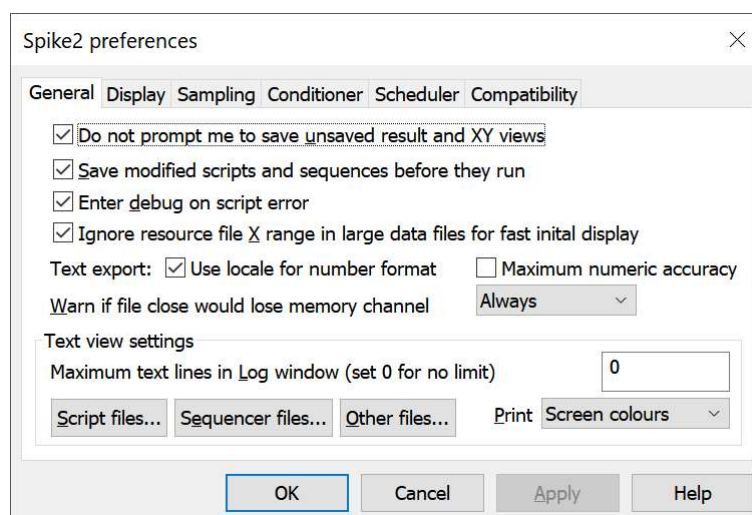 Spike2 preferences
General Display Sampling Conditioner Scheduler Compatibility
Do not prompt me to save unsaved result and XY views
Save modified scripts and sequences before they run
Enter debug on script error
Ignore resource file X range in large data files for fast inital display
Text export: Use locale for number format Maximum numeric accuracy
Warn if file close would lose memory channel Always
Text view settings
Maximum text lines in Log window (set 0 for no limit) 0
Script files... Sequencer files... Other files... Print Screen colours
OK Cancel Apply Help